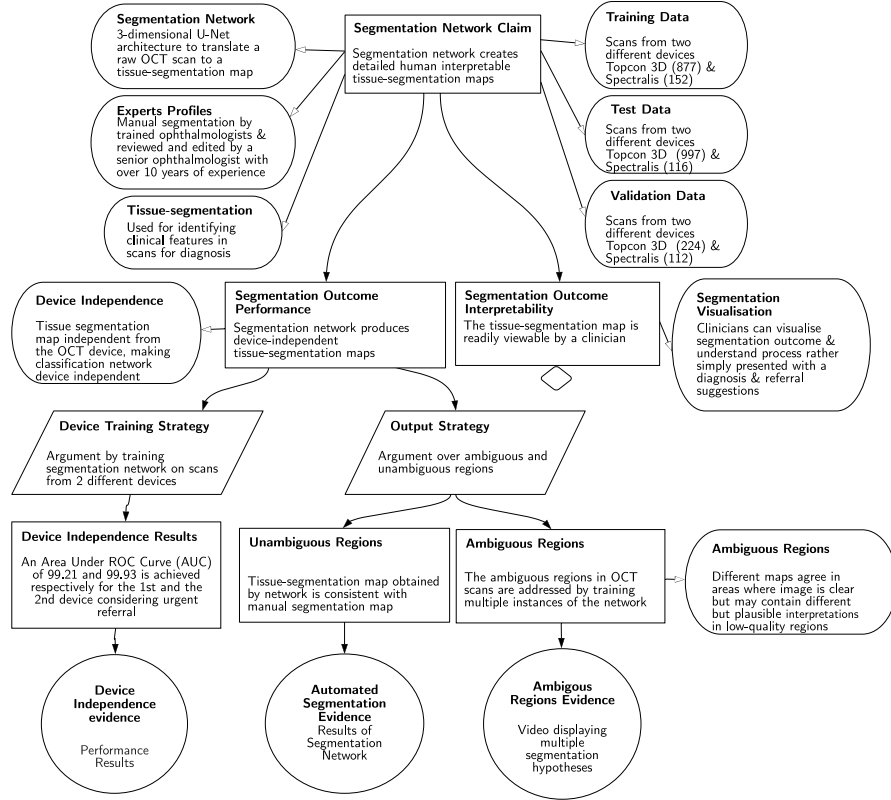 Segmentation Network
3-dimensional U-Net
architecture to translate a
raw OCT scan to a
tissue-segmentation map
Segmentation Network Claim
Segmentation network creates
detailed human interpretable
tissue-segmentation maps
Training Data
Scans from two
different devices
Topcon 3D (877) &
Spectralis (152)
Experts Profiles
Manual segmentation by
trained ophthalmologists &
reviewed and edited by a
senior ophthalmologist with
over 10 years of experience
Test Data
Scans from two
different devices
Topcon 3D (997) &
Spectralis (116)
Tissue-segmentation
Used for identifying
clinical features in
scans for diagnosis
Validation Data
Scans from two
different devices
Topcon 3D (224) &
Spectralis (112)
Device Independence
Tissue segmentation
map independent from
the OCT device, making
classification network
device independent
Segmentation Outcome
Performance
Segmentation network produces
device-independent
tissue-segmentation maps
Segmentation Outcome
Interpretability
The tissue-segmentation map is
readily viewable by a clinician
Segmentation
Visualisation
Clinicians can visualise
segmentation outcome &
understand process rather
simply presented with a
diagnosis & referral
suggestions
Device Training Strategy
Argument by training
segmentation network on scans
from 2 different devices
Output Strategy
Argument over ambiguous and
unambiguous regions
Device Independence Results
An Area Under ROC Curve (AUC)
of 99.21 and 99.93 is achieved
respectively for the 1st and the
2nd device considering urgent
referral
Unambiguous Regions
Tissue-segmentation map obtained
by network is consistent with
manual segmentation map
Ambiguous Regions
The ambiguous regions in OCT
scans are addressed by training
multiple instances of the network
Ambiguous Regions
Different maps agree in
areas where image is clear
but may contain different
but plausible interpretations
in low-quality regions
Device
Independence
evidence
Performance
Results
Automated
Segmentation
Evidence
Results of
Segmentation
Network
Ambigous
Regions Evidence
Video displaying
multiple
segmentation
hypotheses